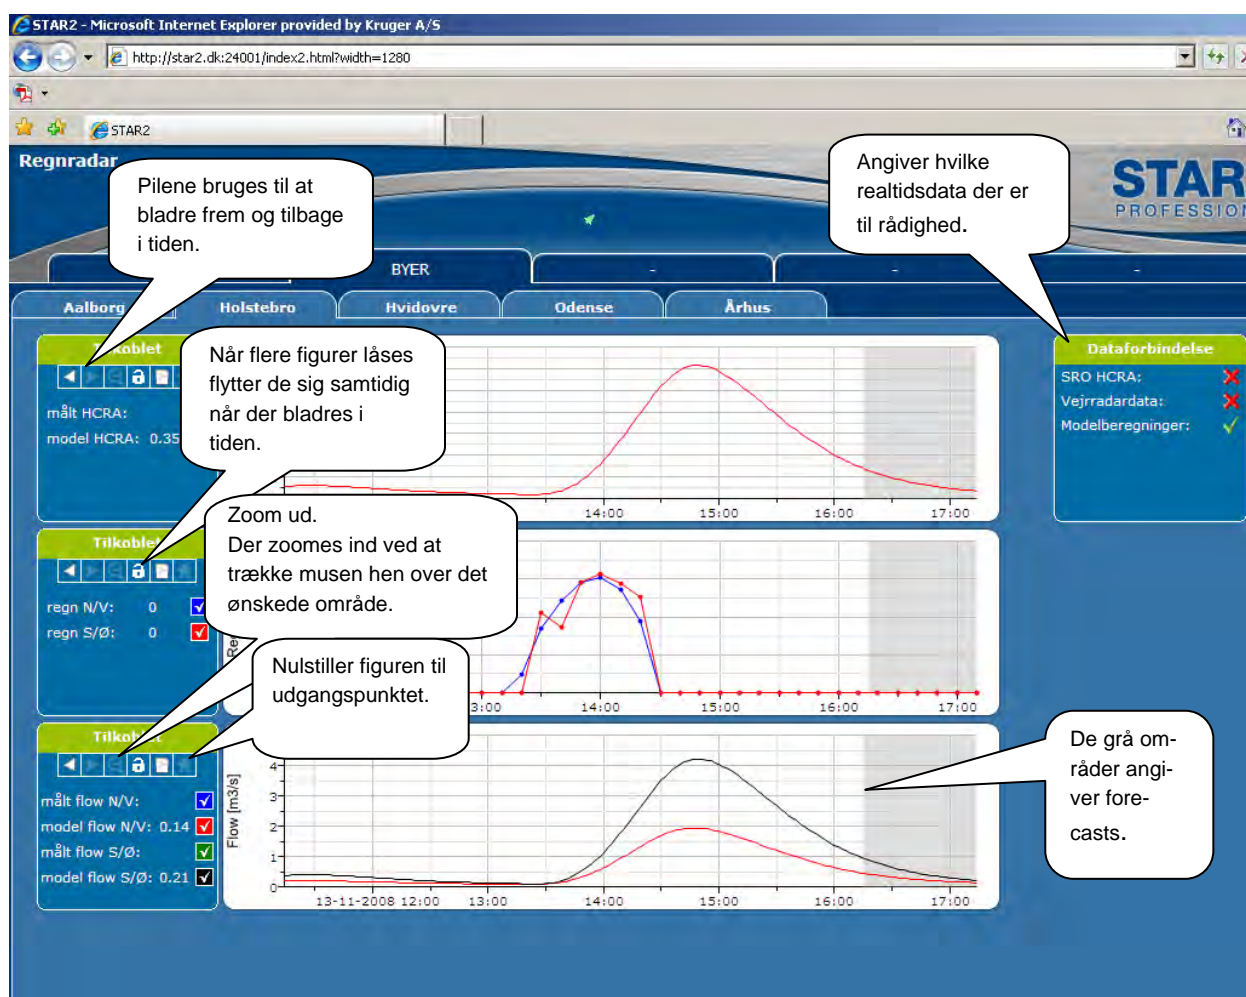 STAR2 - Microsoft Internet Explorer provided by Kruger A/S
http://star2.dk:24001/index2.html?width=1280
STAR2
Regnradar
STAR
PROFESSION
Pilene bruges til at
bladre frem og tilbage
i tiden.
Angiver hvilke
realtidsdata der er
til rådighed.
BYER
-
-
-
Aalborg
Holstebro
Hvidovre
Odense
Århus
Når flere figurer låses
flytter de sig samtidig
når der bladres i
tiden.
målt HCRA:
model HCRA: 0.35
14:00
15:00
16:00
17:00
Dataforbindelse
SRO HCRA:
Vejrradardata:
Modelberegninger:
Zoom ud.
Der zoomes ind ved at
trække musen hen over det
ønskede område.
Tilkoblet
regn N/V: 0
regn S/Ø: 0
Nulstiller figuren til
udgangspunktet.
14:00
15:00
16:00
17:00
målt flow N/V:
model flow N/V: 0.14
målt flow S/Ø:
model flow S/Ø: 0.21
Flow [m3/s]
4
3
2
1
0
13-11-2008 12:00
13:00
14:00
15:00
16:00
17:00
De grå om-
råder angi-
ver fore-
casts.